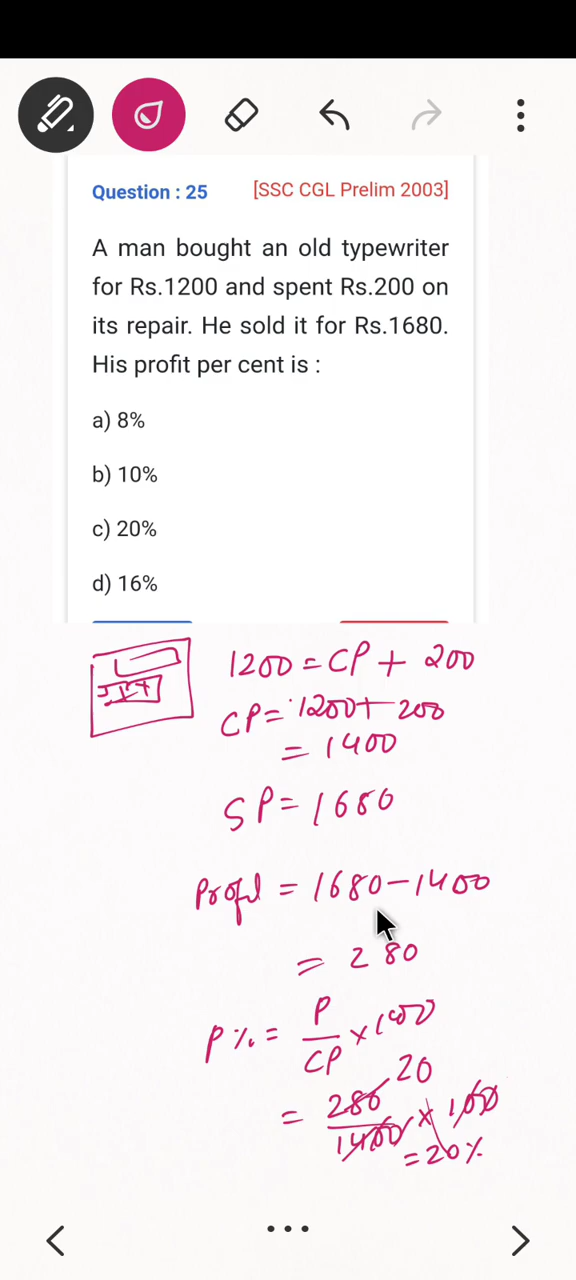 Question : 25 [SSC CGL Prelim 2003]
A man bought an old typewriter
for Rs.1200 and spent Rs.200 on
its repair. He sold it for Rs.1680.
His profit per cent is :
a) 8%
b) 10%
c) 20%
d) 16%
1200 = CP + 200
CP = 1200 + 200
= 1400
SP = 1680
Profit = 1680 - 1400
= 280
P% = P/CP × 100
20
= 280/1400 × 100
= 20%